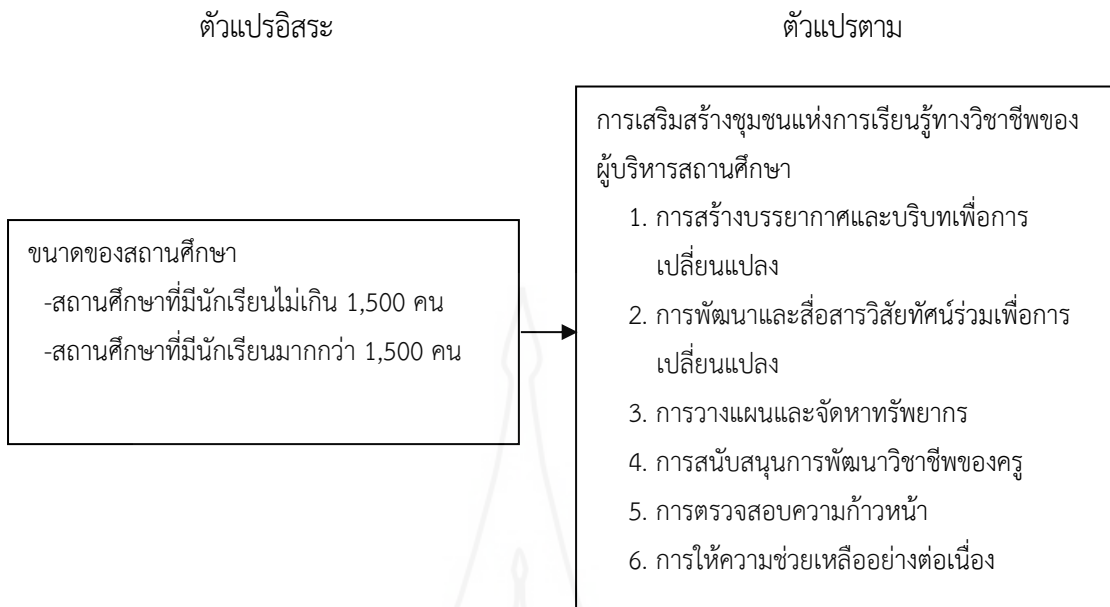 ตัวแปรอิสระ
ตัวแปรตาม
ขนาดของสถานศึกษา
-สถานศึกษาที่มีนักเรียนไม่เกิน 1,500 คน
-สถานศึกษาที่มีนักเรียนมากกว่า 1,500 คน
การเสริมสร้างชุมชนแห่งการเรียนรู้ทางวิชาชีพของ
ผู้บริหารสถานศึกษา
1. การสร้างบรรยากาศและบริบทเพื่อการ
เปลี่ยนแปลง
2. การพัฒนาและสื่อสารวิสัยทัศน์ร่วมเพื่อการ
เปลี่ยนแปลง
3. การวางแผนและจัดหาทรัพยากร
4. การสนับสนุนการพัฒนาวิชาชีพของครู
5. การตรวจสอบความก้าวหน้า
6. การให้ความช่วยเหลืออย่างต่อเนื่อง